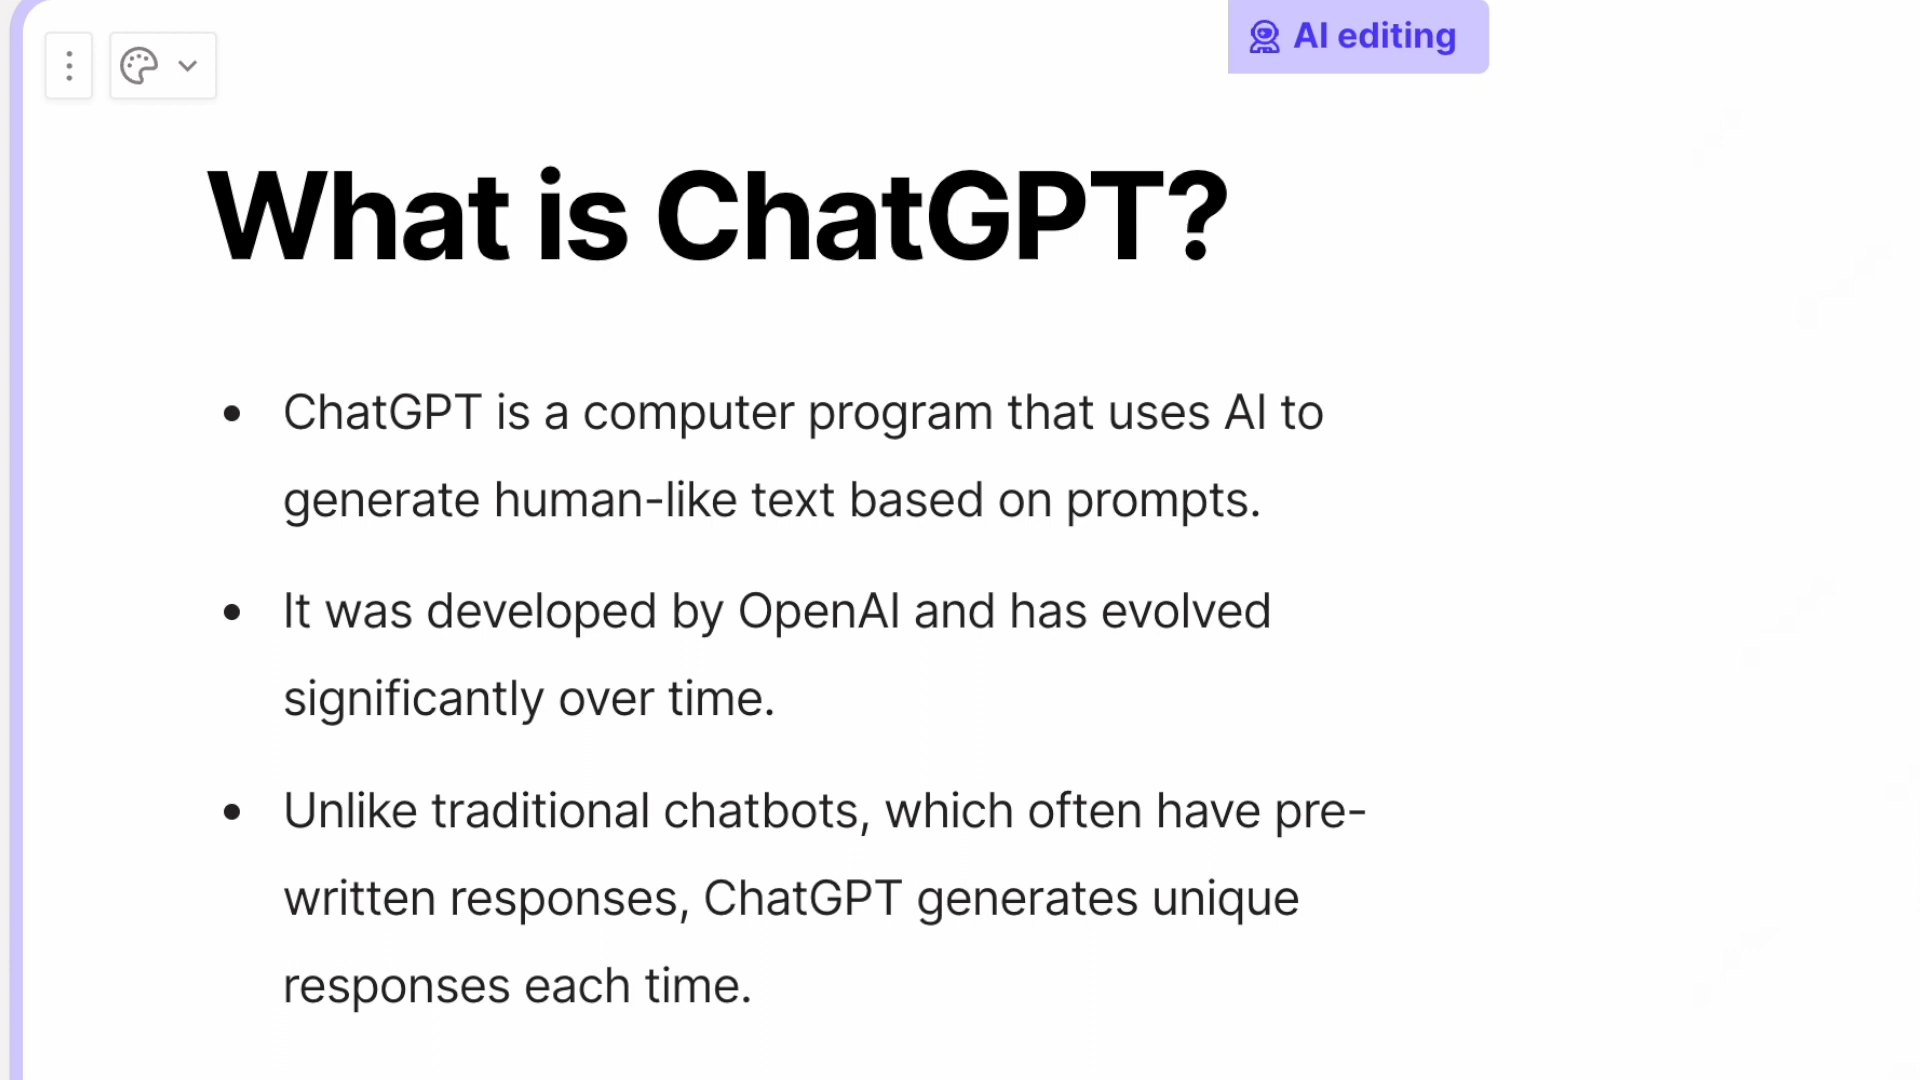 AI editing
What is ChatGPT?
• ChatGPT is a computer program that uses AI to
generate human-like text based on prompts.
• It was developed by OpenAI and has evolved
significantly over time.
• Unlike traditional chatbots, which often have pre-
written responses, ChatGPT generates unique
responses each time.